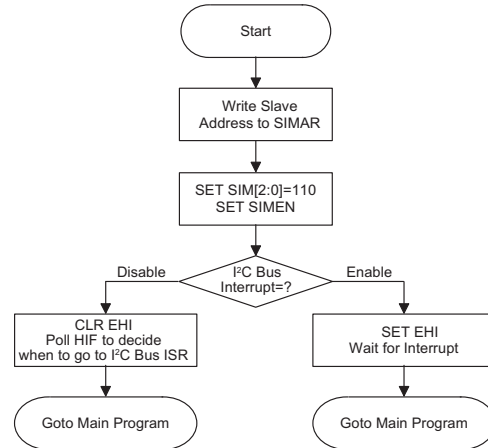 Start
Write Slave
Address to SIMAR
SET SIM[2:0]=110
SET SIMEN
I²C Bus
Interrupt=?
Disable
Enable
CLR EHI
Poll HIF to decide
when to go to I²C Bus ISR
SET EHI
Wait for Interrupt
Goto Main Program
Goto Main Program